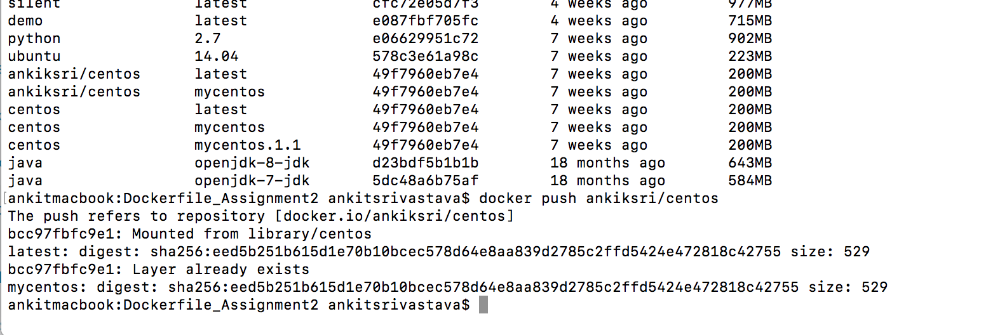 silent latest cfc72e05d7f3 4 weeks ago 977MB
demo latest e087fbf705fc 4 weeks ago 715MB
python 2.7 e06629951c72 7 weeks ago 902MB
ubuntu 14.04 578c3e61a98c 7 weeks ago 223MB
ankiksri/centos latest 49f7960eb7e4 7 weeks ago 200MB
ankiksri/centos mycentos 49f7960eb7e4 7 weeks ago 200MB
centos latest 49f7960eb7e4 7 weeks ago 200MB
centos mycentos 49f7960eb7e4 7 weeks ago 200MB
centos mycentos.1.1 49f7960eb7e4 7 weeks ago 200MB
java openjdk-8-jdk d23bdf5b1b1b 18 months ago 643MB
java openjdk-7-jdk 5dc48a6b75af 18 months ago 584MB
[ankitmacbook:Dockerfile_Assignment2 ankitsrivastava$ docker push ankiksri/centos
The push refers to repository [docker.io/ankiksri/centos]
bcc97fbfc9e1: Mounted from library/centos
latest: digest: sha256:eed5b251b615d1e70b10bcec578d64e8aa839d2785c2ffd5424e472818c42755 size: 529
bcc97fbfc9e1: Layer already exists
mycentos: digest: sha256:eed5b251b615d1e70b10bcec578d64e8aa839d2785c2ffd5424e472818c42755 size: 529
ankitmacbook:Dockerfile_Assignment2 ankitsrivastava$